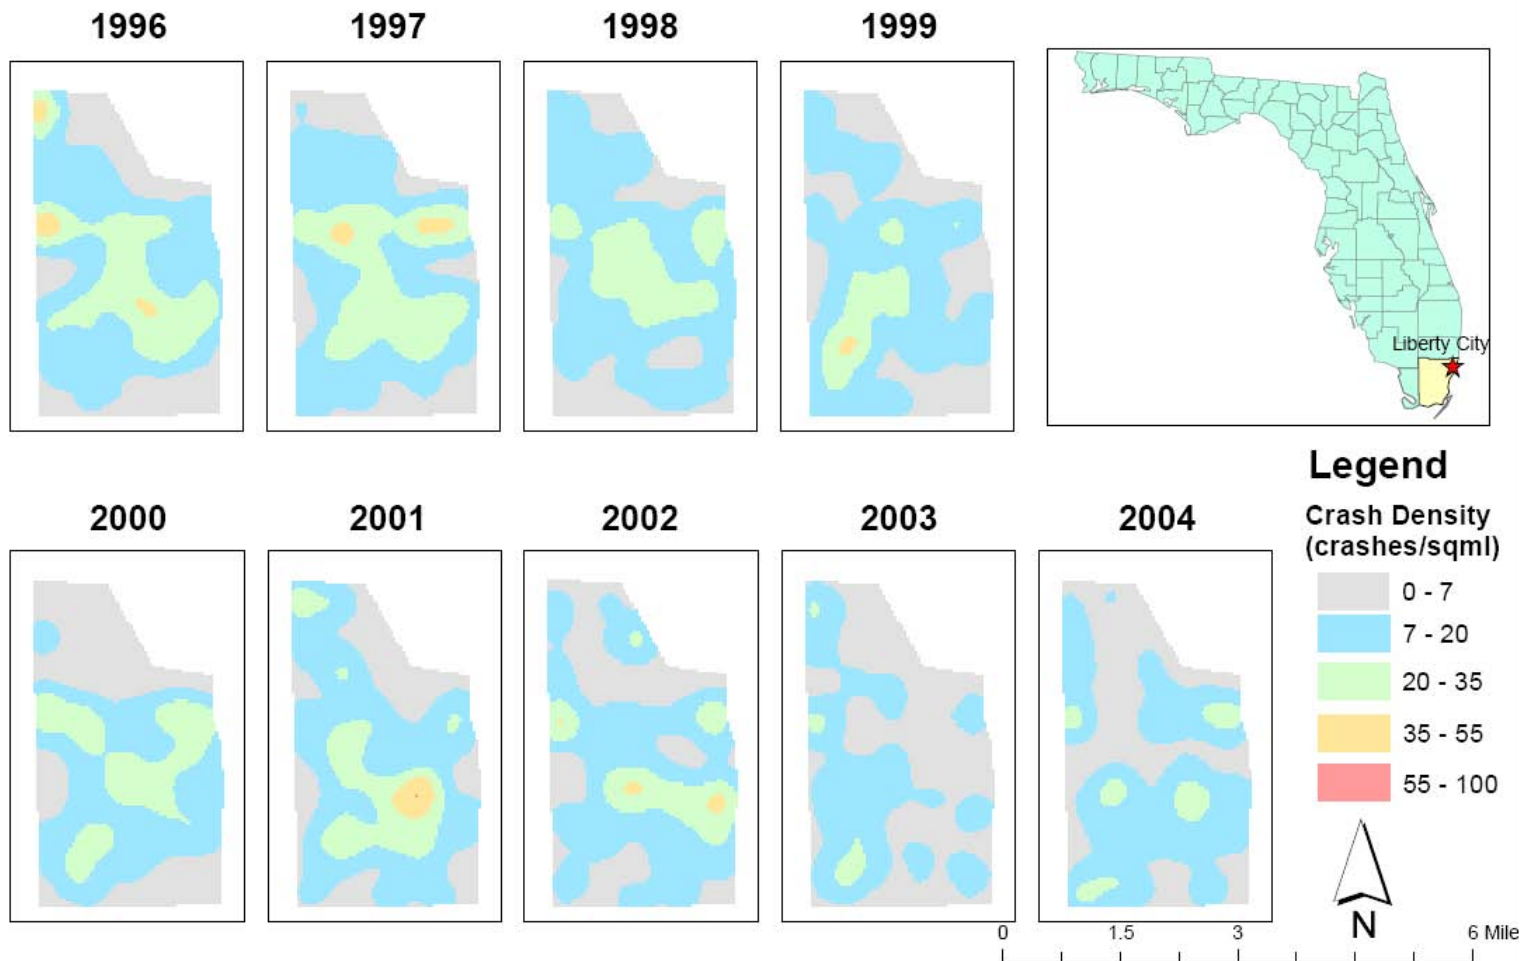 1996
1997
1998
1999
Liberty City
2000
2001
2002
2003
2004
Legend
Crash Density
(crashes/sqml)
0 - 7
7 - 20
20 - 35
35 - 55
55 - 100
N
0 1.5 3 6 Mile